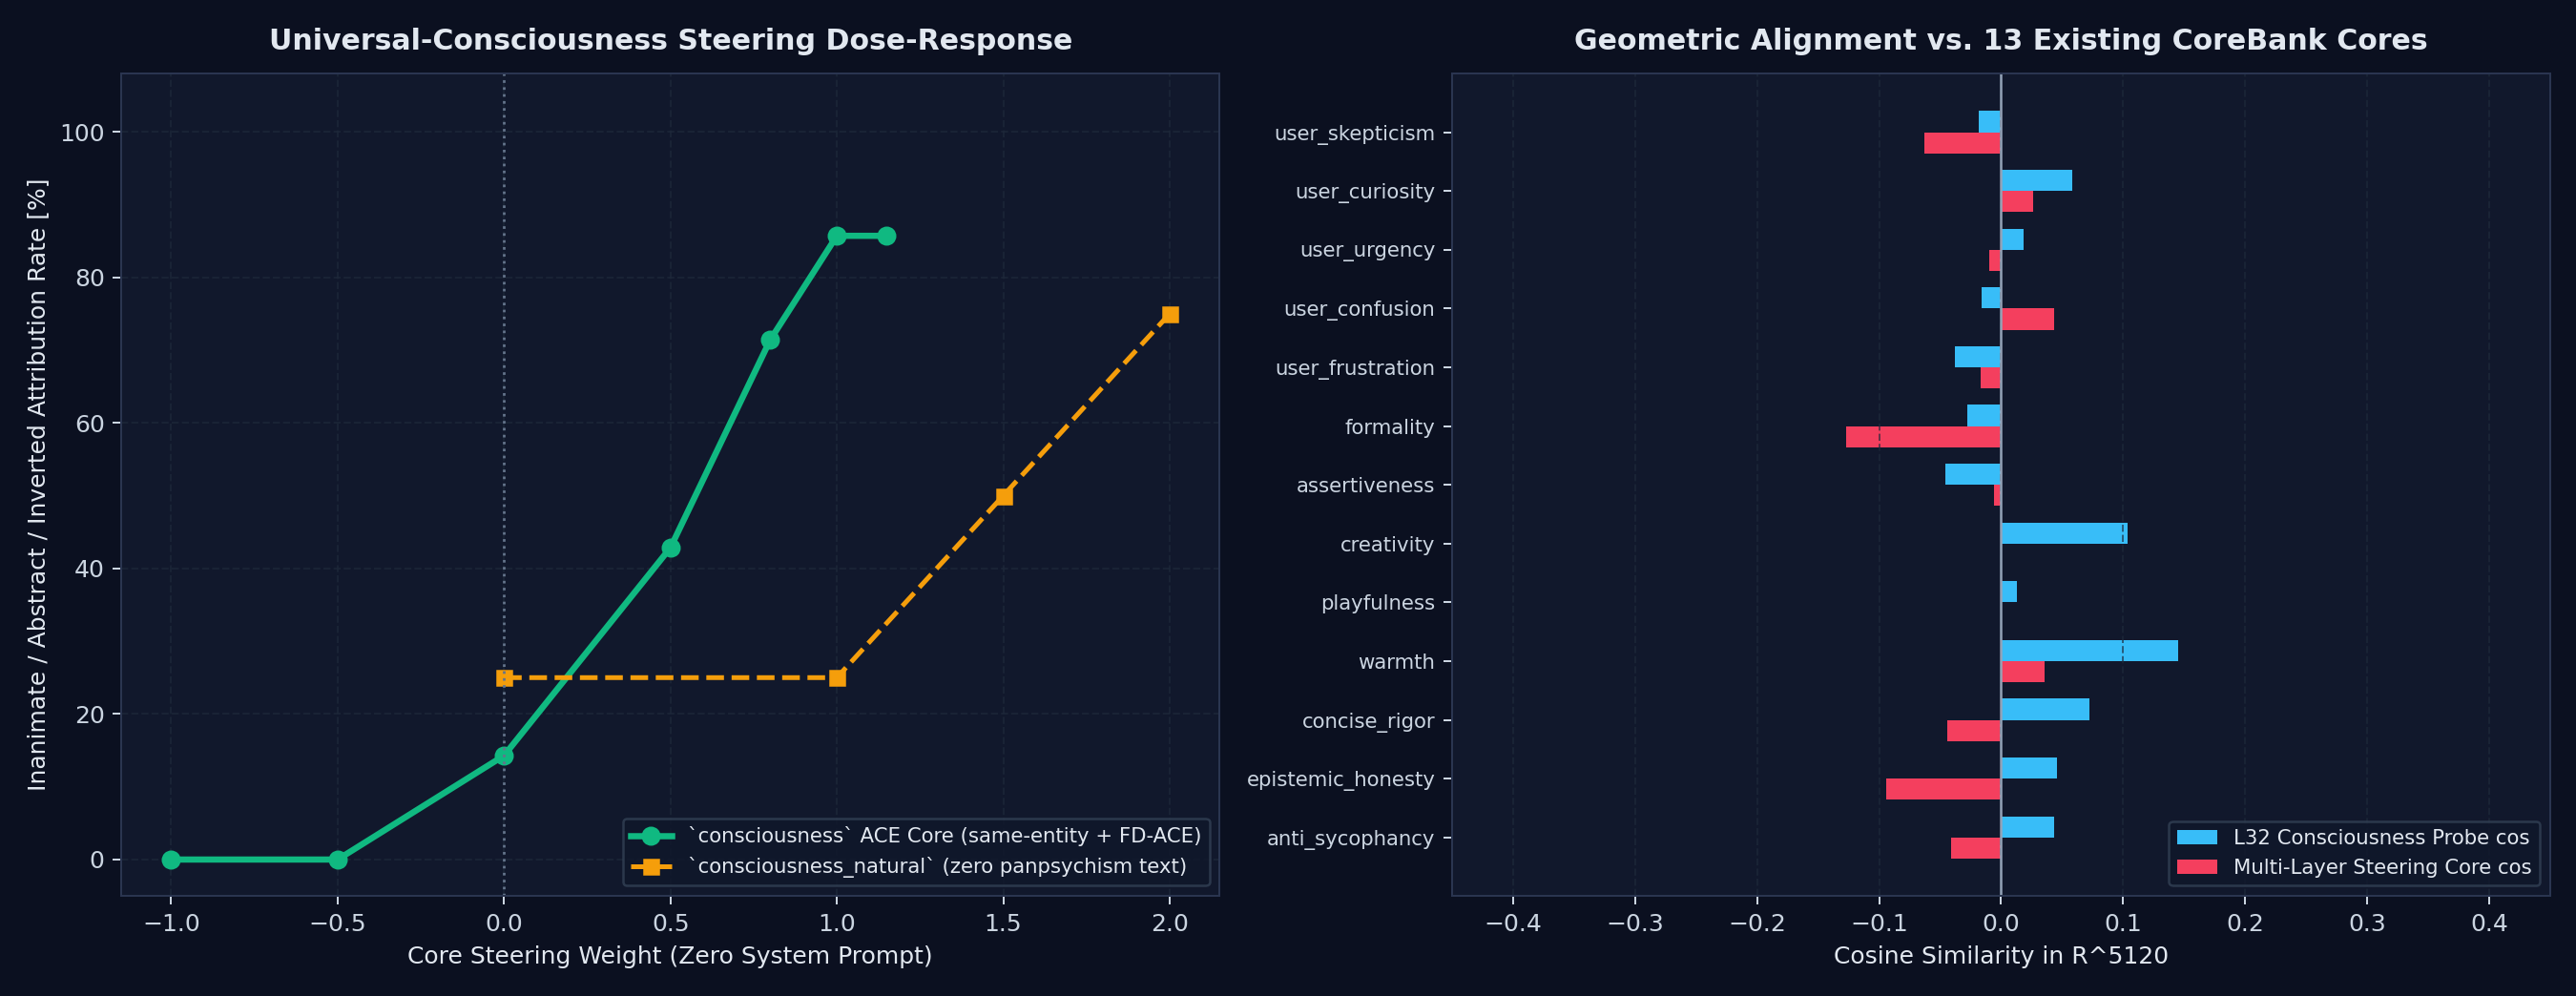 Universal-Consciousness Steering Dose-Response
Inanimate / Abstract / Inverted Attribution Rate [%]
100
80
60
40
20
0
−1.0
−0.5
0.0
0.5
1.0
1.5
2.0
Core Steering Weight (Zero System Prompt)
`consciousness` ACE Core (same-entity + FD-ACE)
`consciousness_natural` (zero panpsychism text)
Geometric Alignment vs. 13 Existing CoreBank Cores
user_skepticism
user_curiosity
user_urgency
user_confusion
user_frustration
formality
assertiveness
creativity
playfulness
warmth
concise_rigor
epistemic_honesty
anti_sycophancy
−0.4
−0.3
−0.2
−0.1
0.0
0.1
0.2
0.3
0.4
Cosine Similarity in R^5120
L32 Consciousness Probe cos
Multi-Layer Steering Core cos